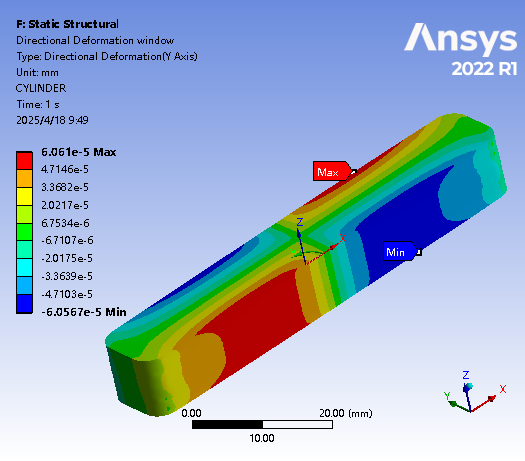 F: Static Structural
Directional Deformation window
Type: Directional Deformation(Y Axis)
Unit: mm
CYLINDER
Time: 1 s
2025/4/18 9:49
Ansys
2022 R1
6.061e-5 Max
4.7146e-5
3.3682e-5
2.0217e-5
6.7534e-6
-6.7107e-6
-2.0175e-5
-3.3639e-5
-4.7103e-5
-6.0567e-5 Min
Max
Min
Z
X
Z
Y
X
0.00
20.00 (mm)
10.00